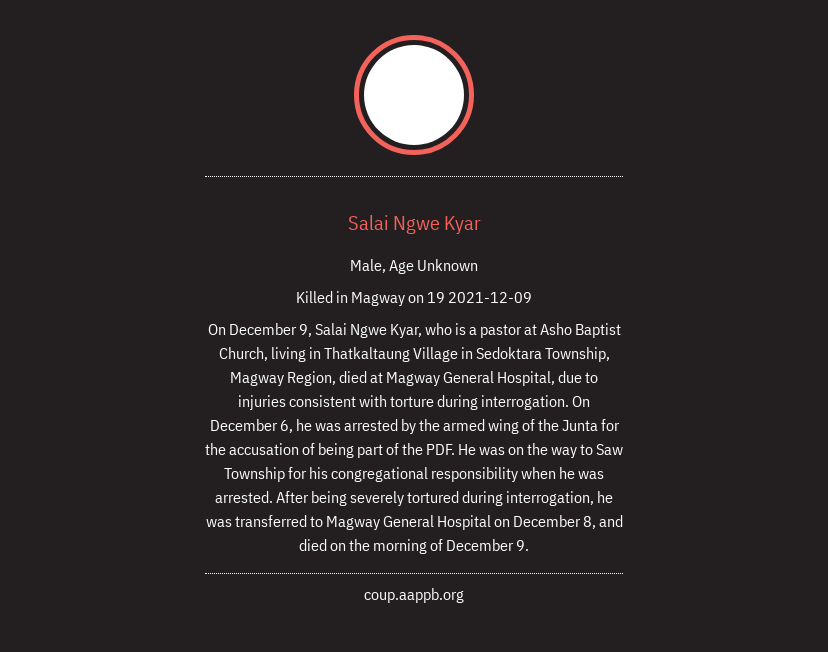 Salai Ngwe Kyar
Male, Age Unknown
Killed in Magway on 19 2021-12-09
On December 9, Salai Ngwe Kyar, who is a pastor at Asho Baptist
Church, living in Thatkaltaung Village in Sedoktara Township,
Magway Region, died at Magway General Hospital, due to
injuries consistent with torture during interrogation. On
December 6, he was arrested by the armed wing of the Junta for
the accusation of being part of the PDF. He was on the way to Saw
Township for his congregational responsibility when he was
arrested. After being severely tortured during interrogation, he
was transferred to Magway General Hospital on December 8, and
died on the morning of December 9.
coup.aappb.org